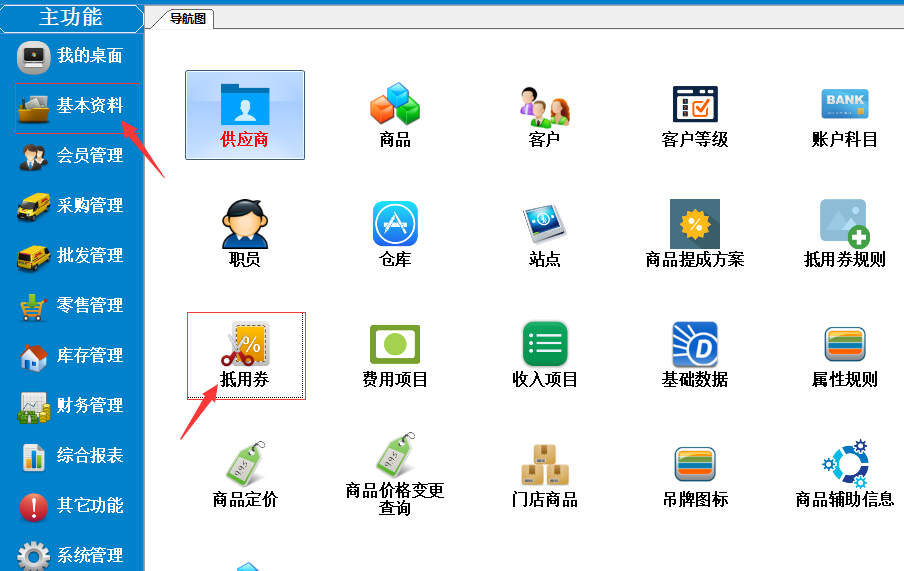 主功能
导航图
我的桌面
基本资料
会员管理
采购管理
批发管理
零售管理
库存管理
财务管理
综合报表
其它功能
系统管理
供应商
商品
客户
客户等级
BANK
账户科目
职员
仓库
站点
%
商品提成方案
抵用券规则
%
抵用券
费用项目
收入项目
D
基础数据
属性规则
995
商品定价
995
商品价格变更
查询
门店商品
吊牌图标
商品辅助信息